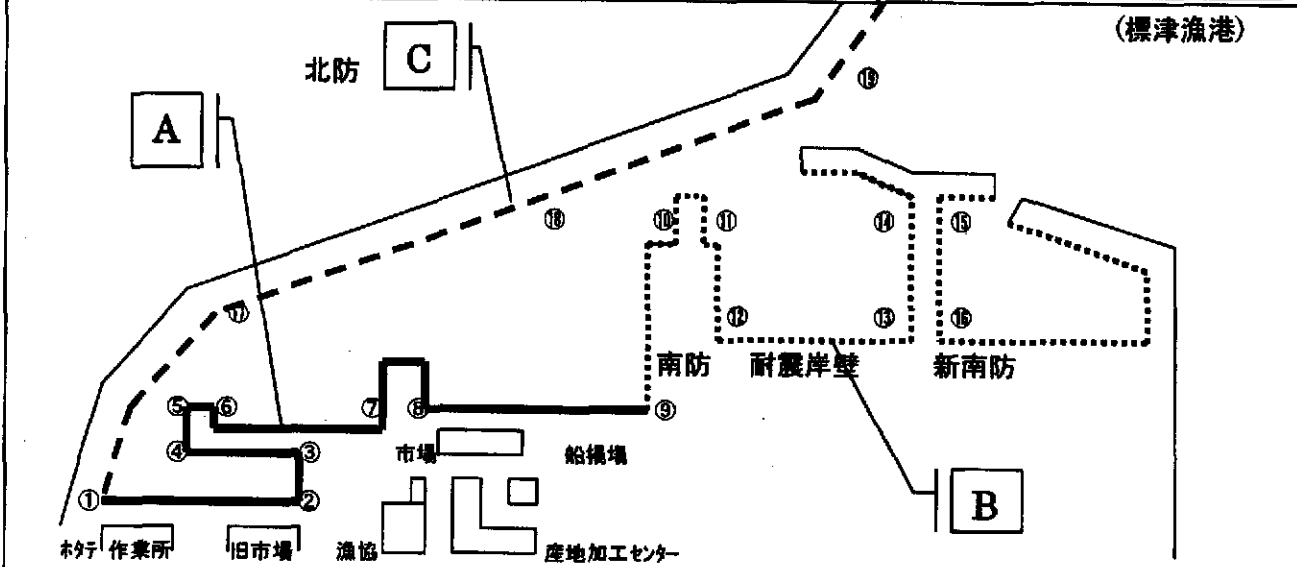 (標津漁港)
北防
C
A
⑲
⑱
⑩
⑪
⑭
⑮
⑰
⑫
⑬
⑯
南防
耐震岸壁
新南防
⑤
⑥
⑦
⑧
⑨
④
③
市場
船揚場
①
②
B
ホタテ
作業所
旧市場
漁協
産地加工センター